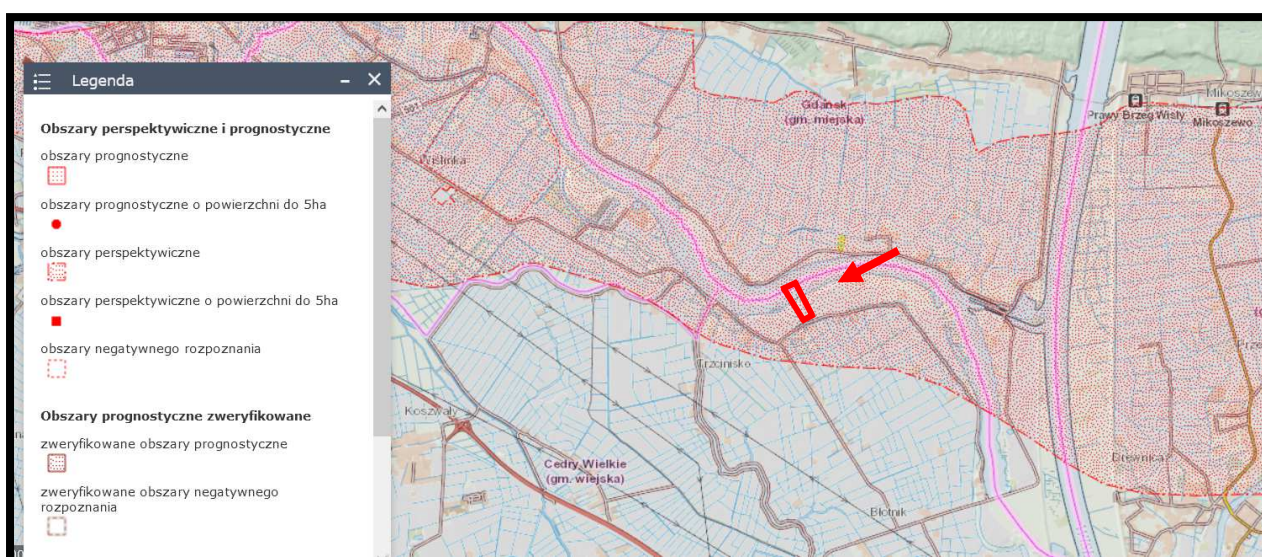 Legenda
Obszary perspektywiczne i prognostyczne
obszary prognostyczne
obszary prognostyczne o powierzchni do 5ha
obszary perspektywiczne
obszary perspektywiczne o powierzchni do 5ha
obszary negatywnego rozpoznania
Obszary prognostyczne zweryfikowane
zweryfikowane obszary prognostyczne
zweryfikowane obszary negatywnego
rozpoznania
Gdańsk
(gm. miejska)
Prawy Brzeg Wisły
Mikoszewo
Wiślinka
Trzcinisko
Koszwały
Cedry Wielkie
(gm. wiejska)
Błotnik
Drewnica